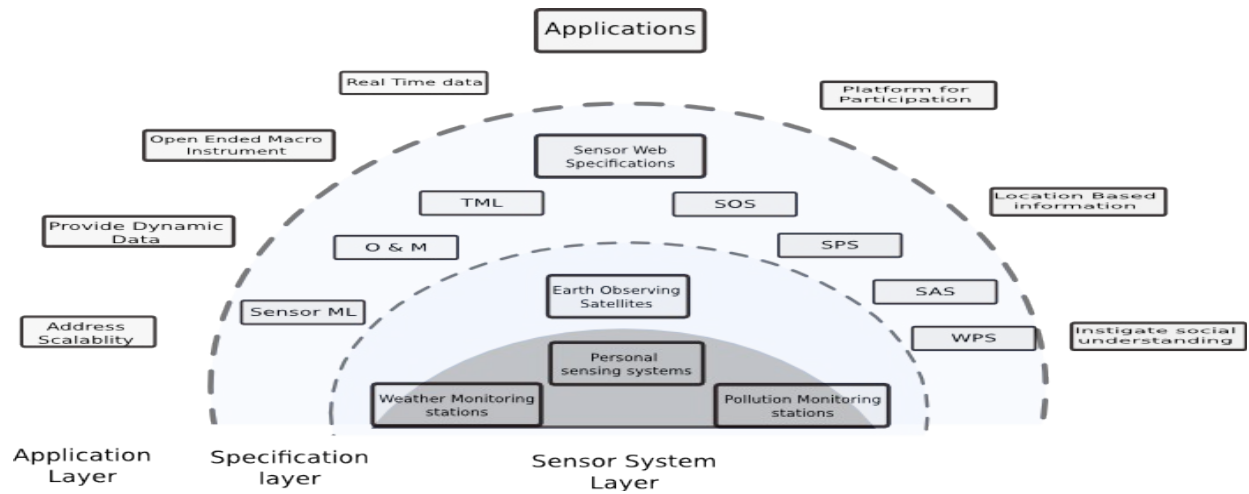 Applications
Real Time data
Platform for
Participation
Open Ended Macro
Instrument
Sensor Web
Specifications
Location Based
information
TML
SOS
Provide Dynamic
Data
O & M
SPS
Earth Observing
Satellites
SAS
Sensor ML
Address
Scalablity
WPS
Instigate social
understanding
Personal
sensing systems
Weather Monitoring
stations
Pollution Monitoring
stations
Application
Layer
Specification
layer
Sensor System
Layer